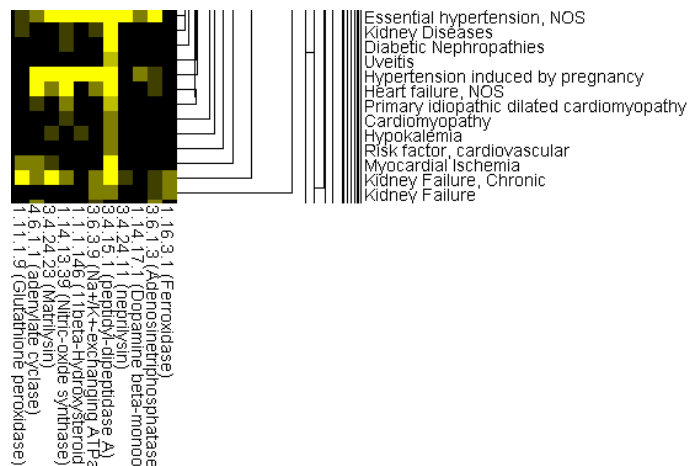 Essential hypertension, NOS
Kidney Diseases
Diabetic Nephropathies
Uveitis
Hypertension induced by pregnancy
Heart failure, NOS
Primary idiopathic dilated cardiomyopathy
Cardiomyopathy
Hypokalemia
Risk factor, cardiovascular
Myocardial Ischemia
Kidney Failure, Chronic
Kidney Failure
1.11.1.9 (Glutathione peroxidase)
4.6.1.1 (adenylate cyclase)
3.4.24.23 (Matrilysin)
1.14.13.39 (Nitric-oxide synthase)
1.1.1.146 (11beta-Hydroxysteroid
3.6.3.9 (Na+/K+-exchanging ATPa
3.4.15.1 (peptidyl-dipeptidase A)
3.4.24.11 (neprilysin)
1.14.17.1 (Dopamine beta-monoo
3.6.1.3 (Adenosinetriphosphatase
1.16.3.1 (Ferroxidase)